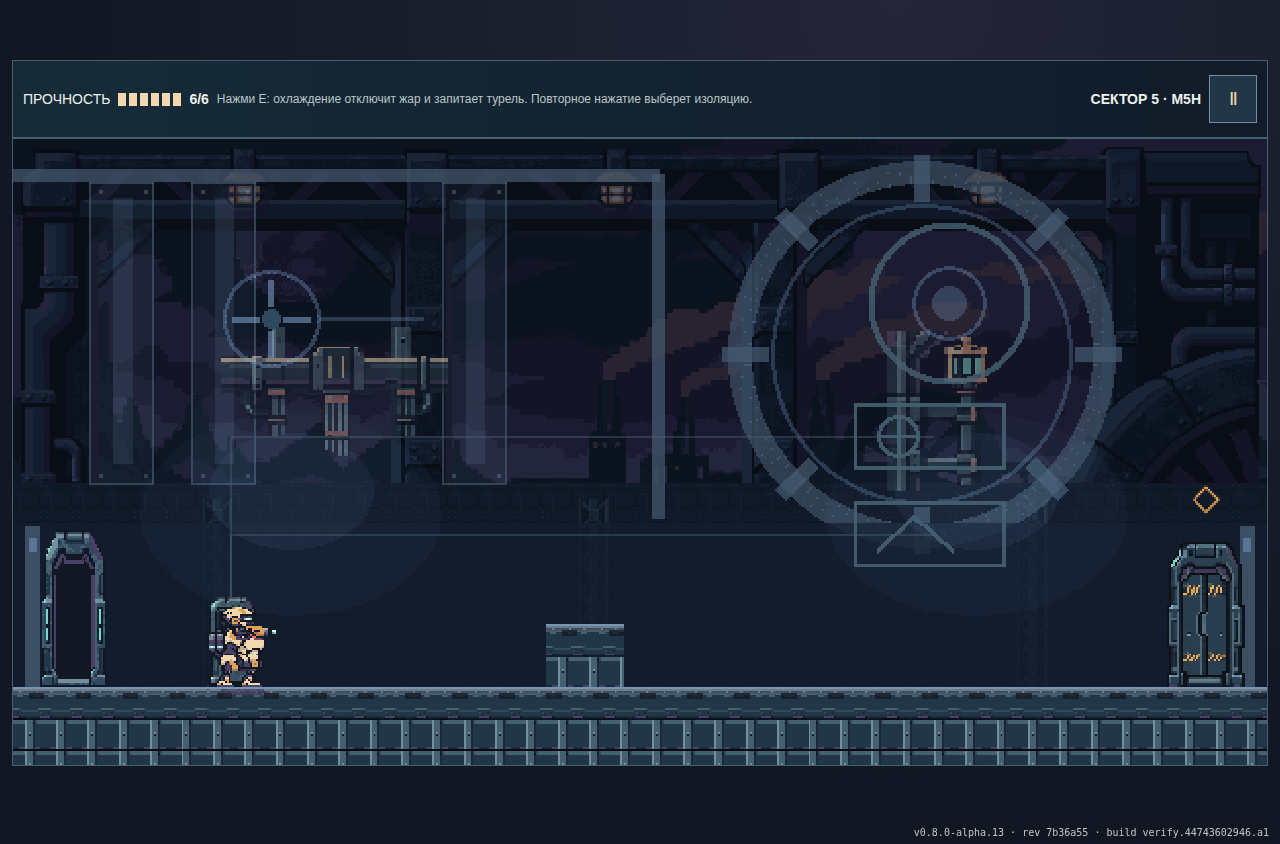 ПРОЧНОСТЬ 6/6 Нажми E: охлаждение отключит жар и запитает турель. Повторное нажатие выберет изоляцию. СЕКТОР 5 · M5H
v0.8.0-alpha.13 · rev 7b36a55 · build verify.44743602946.a1